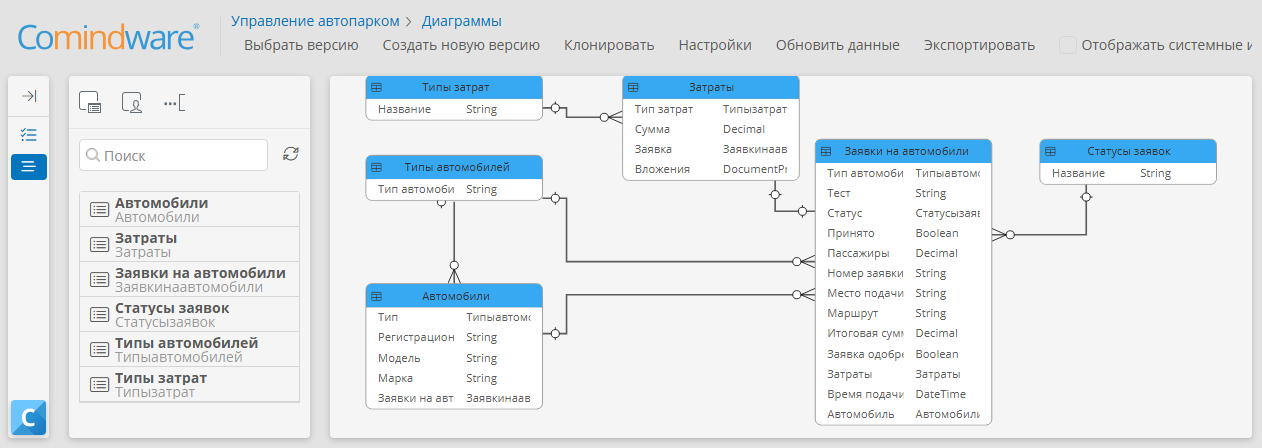 Comindware®
Управление автопарком > Диаграммы
Выбрать версию Создать новую версию Клонировать Настройки Обновить данные Экспортировать Отображать системные и
Поиск
Автомобили
Автомобили
Затраты
Затраты
Заявки на автомобили
Заявкинаавтомобили
Статусы заявок
Статусызаявок
Типы автомобилей
Типыавтомобилей
Типы затрат
Типызатрат
C
Типы затрат
Название String
Затраты
Тип затрат Типызатрат
Сумма Decimal
Заявка Заявкинаав
Вложения DocumentPr
Типы автомобилей
Тип автомоби String
Автомобили
Тип Типыавтомо
Регистрацион String
Модель String
Марка String
Заявки на авт Заявкинаав
Заявки на автомобили
Тип автомоби Типыавтомо
Тест String
Статус Статусызаяв
Принято Boolean
Пассажиры Decimal
Номер заявки String
Место подачи String
Маршрут String
Итоговая сумм Decimal
Заявка одобре Boolean
Затраты Затраты
Время подачи DateTime
Автомобиль Автомобили
Статусы заявок
Название String